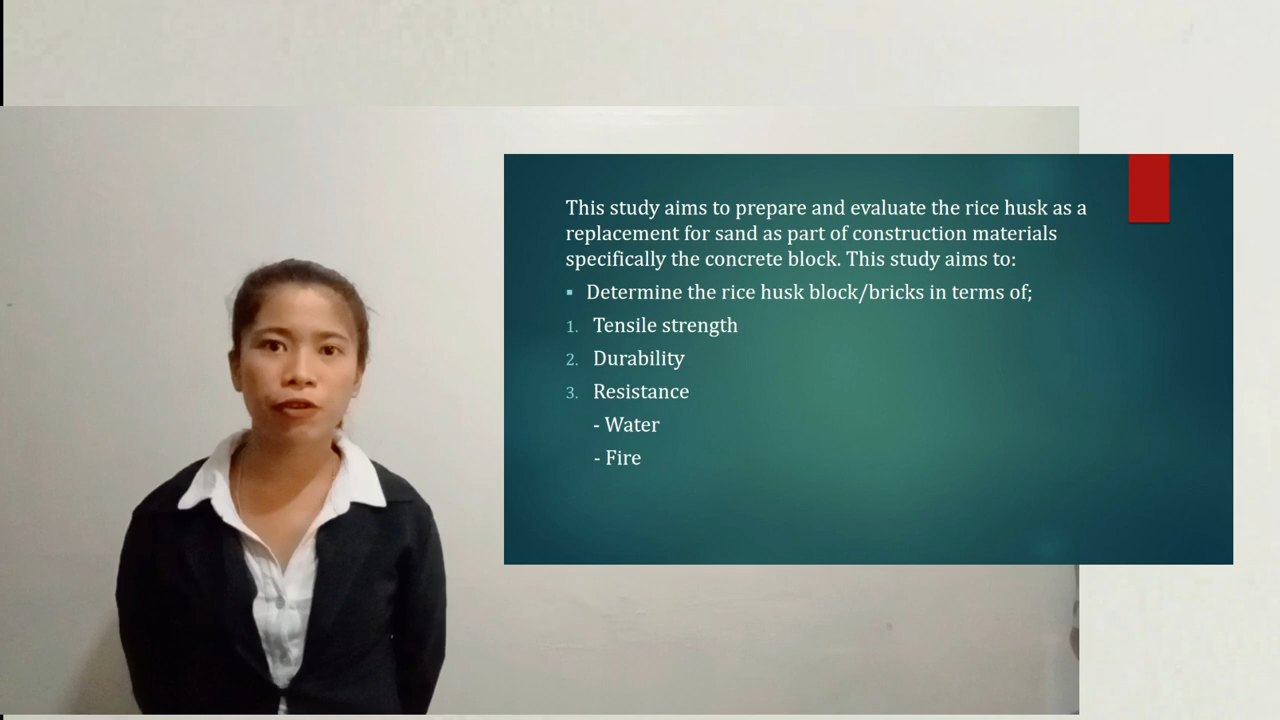 This study aims to prepare and evaluate the rice husk as a
replacement for sand as part of construction materials
specifically the concrete block. This study aims to:
▪ Determine the rice husk block/bricks in terms of;
1. Tensile strength
2. Durability
3. Resistance
- Water
- Fire